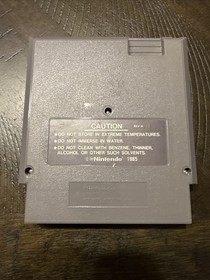 CAUTION
•DO NOT STORE IN EXTREME TEMPERATURES.
•DO NOT IMMERSE IN WATER.
•DO NOT CLEAN WITH BENZENE, THINNER,
ALCOHOL OR OTHER SUCH SOLVENTS.
©Nintendo 1985